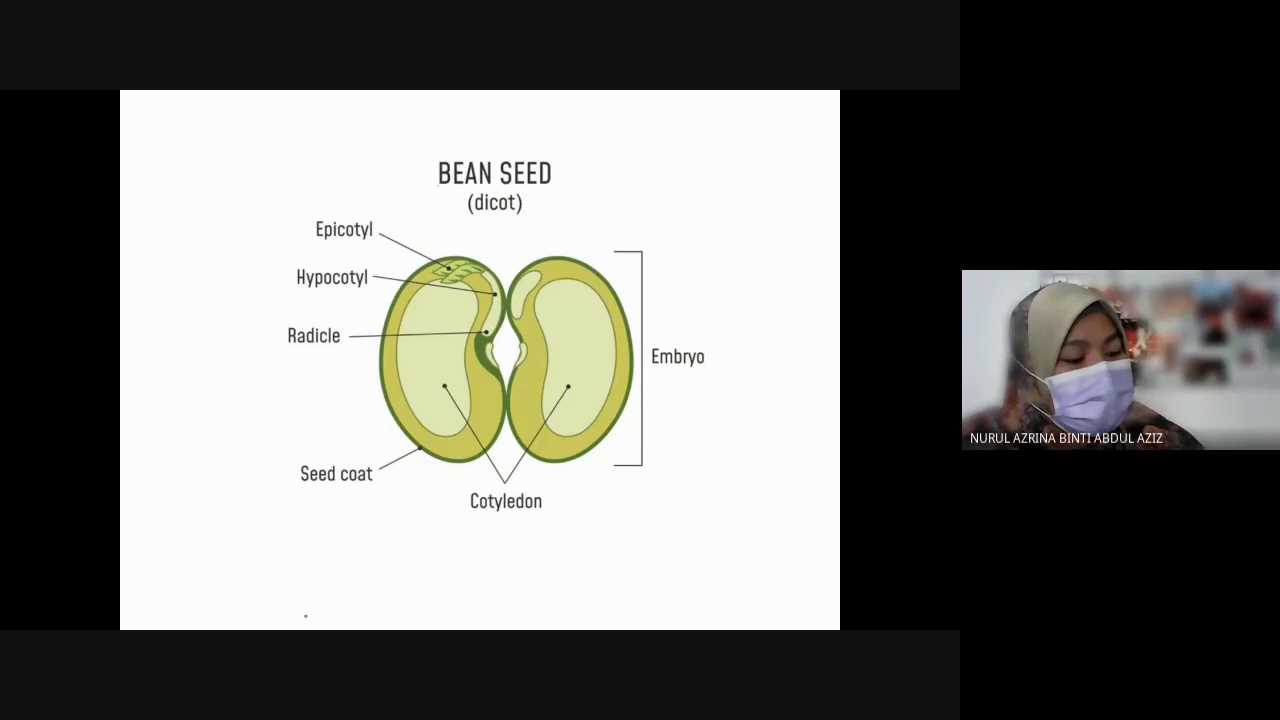 BEAN SEED
(dicot)
Epicotyl
Hypocotyl
Radicle
Embryo
Seed coat
Cotyledon
NURUL AZRINA BINTI ABDUL AZIZ